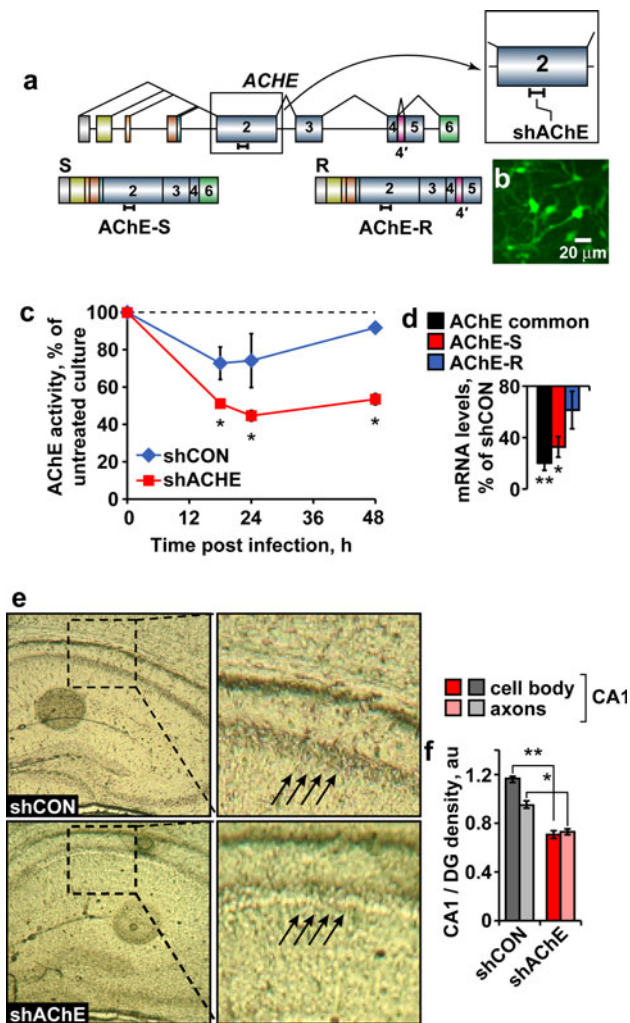 a
ACHE
2
shAChE
2
3
4
5
6
4′
S
2
3
4
6
AChE-S
R
2
3
4
5
4′
AChE-R
b
20 μm
c
AChE activity, % of
untreated culture
100
80
60
40
20
0
*
*
*
shCON
shACHE
0
12
24
36
48
Time post infection, h
d
AChE common
AChE-S
AChE-R
mRNA levels,
% of shCON
80
40
0
**
*
e
shCON
shAChE
cell body
axons
CA1
f
CA1 / DG density, au
1.2
0.8
0.4
0
**
*
shCON
shAChE